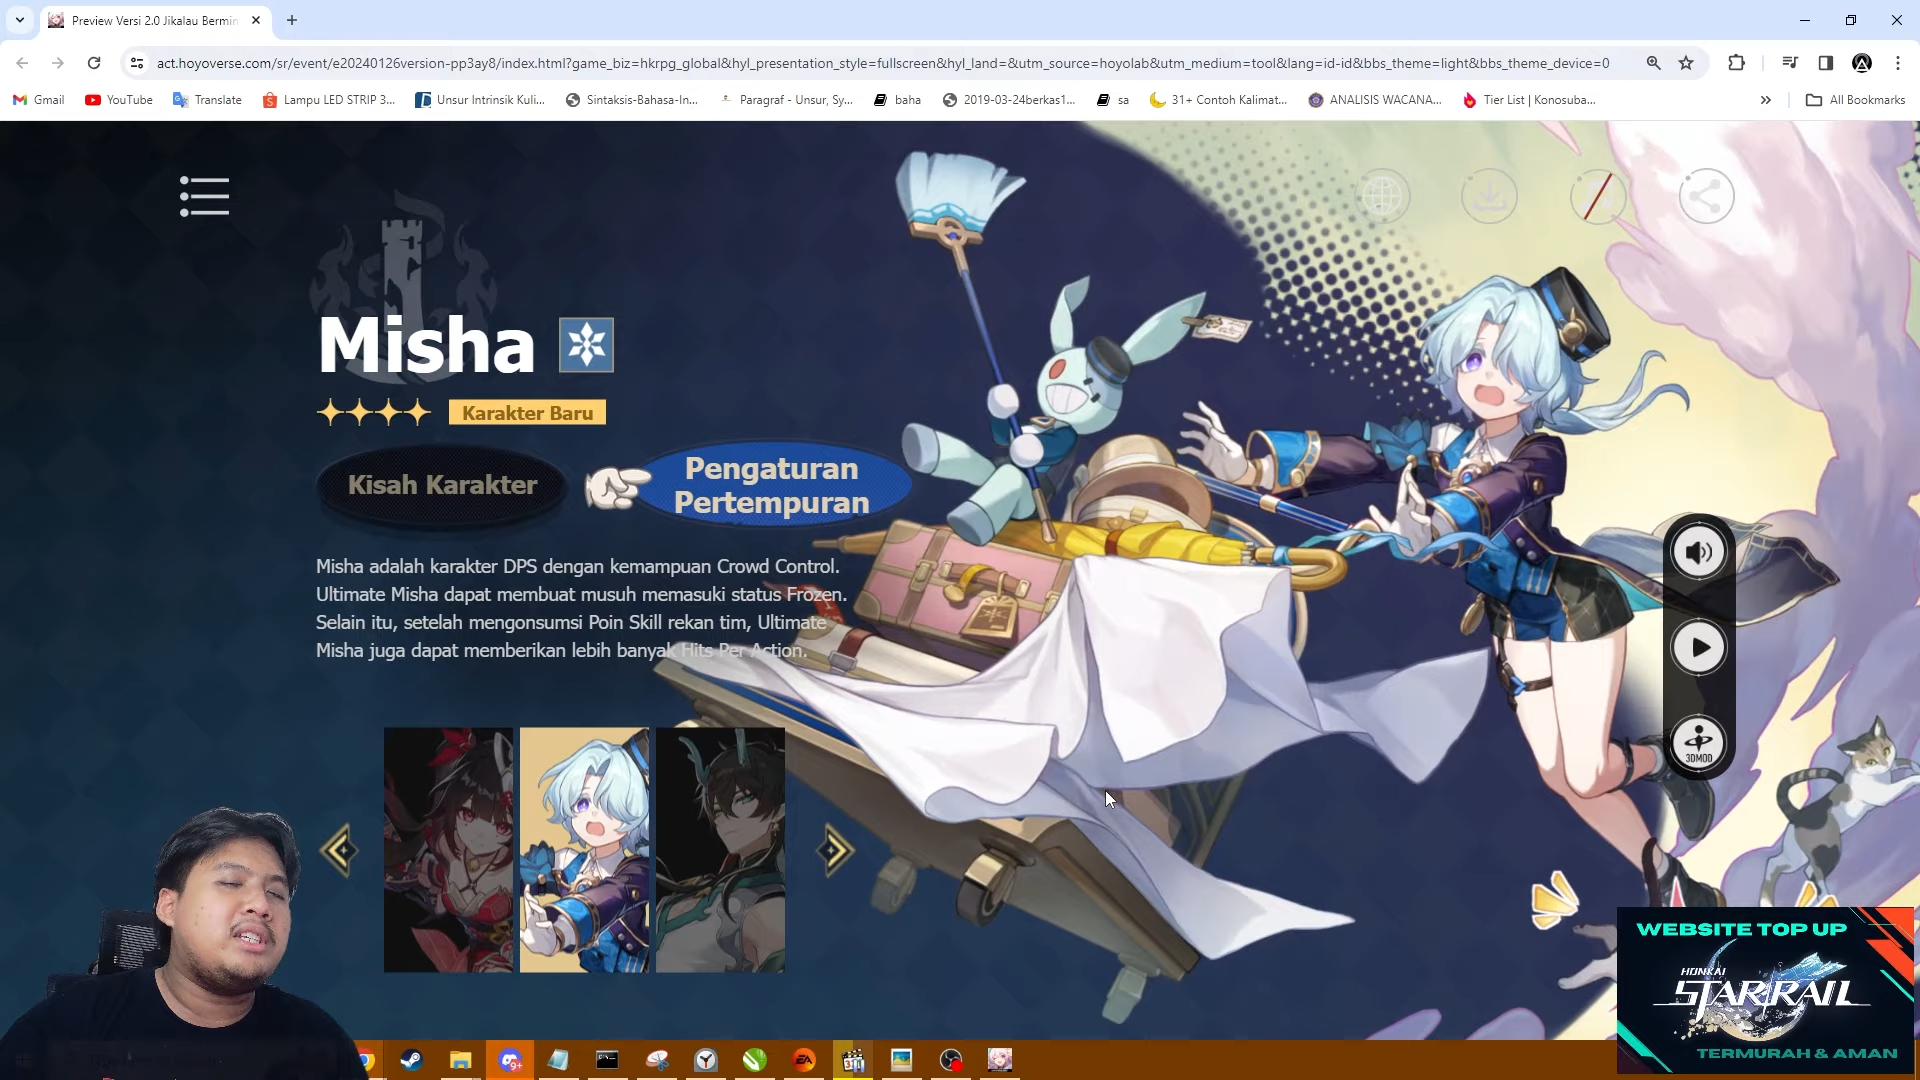 Preview Versi 2.0 Jikalau Bermin
act.hoyoverse.com/sr/event/e20240126version-pp3ay8/index.html?game_biz=hkrpg_global&hyl_presentation_style=fullscreen&hyl_land=&utm_source=hoyolab&utm_medium=tool&lang=id-id&bbs_theme=light&bbs_theme_device=0
Gmail YouTube Translate Lampu LED STRIP 3... Unsur Intrinsik Kuli... Sintaksis-Bahasa-In... Paragraf - Unsur, Sy... baha 2019-03-24berkas1... sa 31+ Contoh Kalimat... ANALISIS WACANA... Tier List | Konosuba... All Bookmarks
Misha
Karakter Baru
Kisah Karakter
Pengaturan
Pertempuran
Misha adalah karakter DPS dengan kemampuan Crowd Control.
Ultimate Misha dapat membuat musuh memasuki status Frozen.
Selain itu, setelah mengonsumsi Poin Skill rekan tim, Ultimate
Misha juga dapat memberikan lebih banyak Hits Per Action.
3DMOD
WEBSITE TOP UP
HONKAI
STAR RAIL
TERMURAH & AMAN
9+
EA